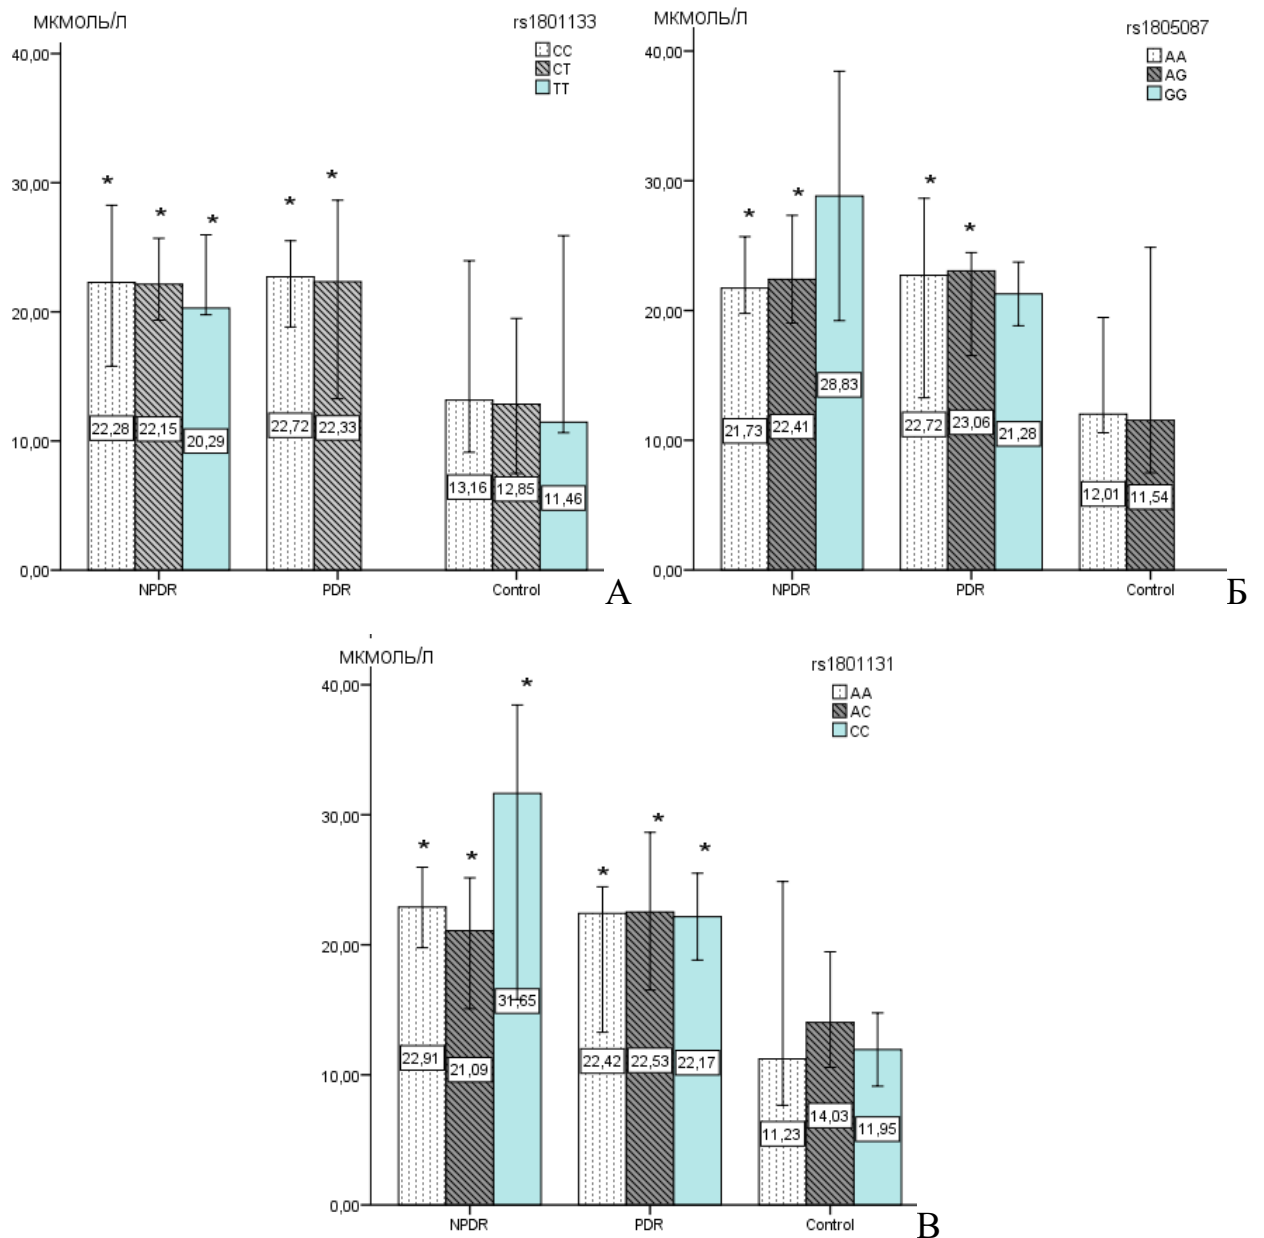 мкмоль/л
rs1801133
CC
CT
TT
40,00
30,00
20,00
10,00
0,00
*
*
*
*
*
22,28
22,15
20,29
22,72
22,33
13,16
12,85
11,46
NPDR
PDR
Control
А
мкмоль/л
rs1805087
AA
AG
GG
40,00
30,00
20,00
10,00
0,00
*
*
*
*
21,73
22,41
28,83
22,72
23,06
21,28
12,01
11,54
NPDR
PDR
Control
Б
мкмоль/л
rs1801131
AA
AC
CC
40,00
30,00
20,00
10,00
0,00
*
*
*
*
*
*
22,91
21,09
31,65
22,42
22,53
22,17
11,23
14,03
11,95
NPDR
PDR
Control
В